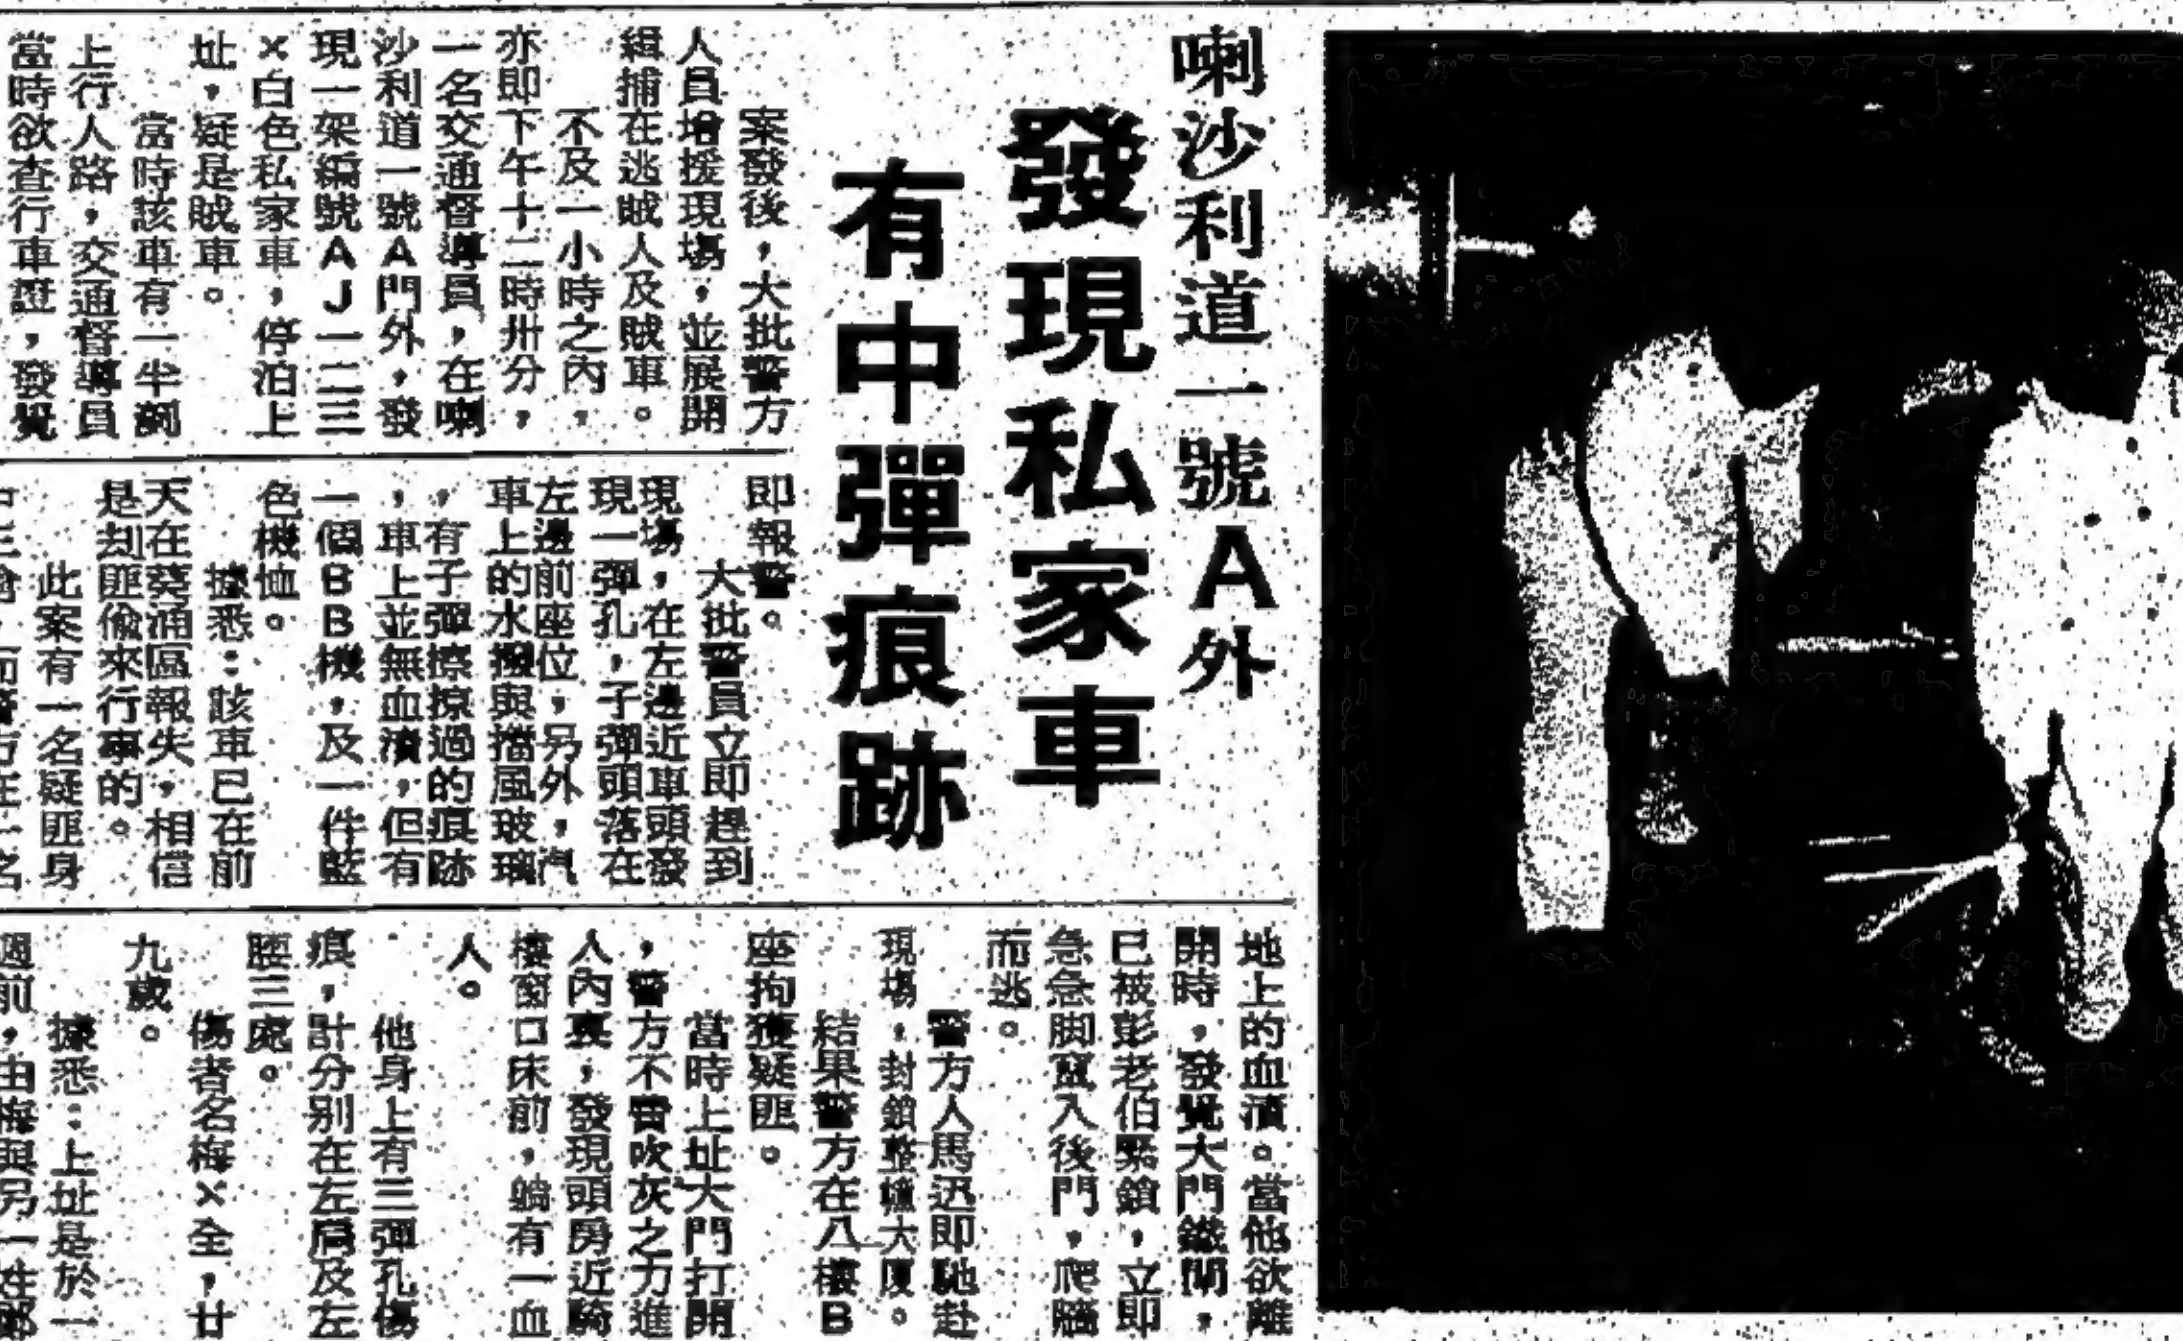 喇沙利道一號A外
發現私家車
有中彈痕跡
案發後，大批警方
人員增援現場，並展開
緝捕在逃賊人及賊車。
不及一小時之內，
亦即下午十二時卅分，
一名交通督導員，在喇
沙利道一號A門外，發
現一架編號AJ一二三
×白色私家車，停泊上
址，疑是賊車。
當時該車有一半剷
上行人路，交通督導員
當時欲查行車證，發覺
即報警。
大批警員立即趕到
現場，在左邊近車頭發
現一彈孔，子彈頭落在
左邊前座位，另外，汽
車上的水撥與擋風玻璃
，有子彈擦掠過的痕跡
，車上並無血漬，但有
一個BB機，及一件藍
色機恤。
據悉：該車已在前
天在葵涌區報失，相信
是刦匪偷來行事的。
此案有一名疑匪身
中三槍，而警方在一名
地上的血漬。當他欲離
開時，發覺大門鐵閘，
已被彭老伯緊鎖，立即
急急脚竄入後門，爬牆
而逃。
警方人馬迅即馳赴
現場，封鎖整幢大厦。
結果警方在八樓B
座拘獲疑匪。
當時上址大門打開
，警方不費吹灰之力進
人內裏，發現頭房近騎
樓窗口床前，躺有一血
人。
他身上有三彈孔傷
痕，計分別在左肩及左
腰三處。
傷者名梅×全，廿
九歲。
據悉：上址是於一
週前，由梅與另一姓鄭